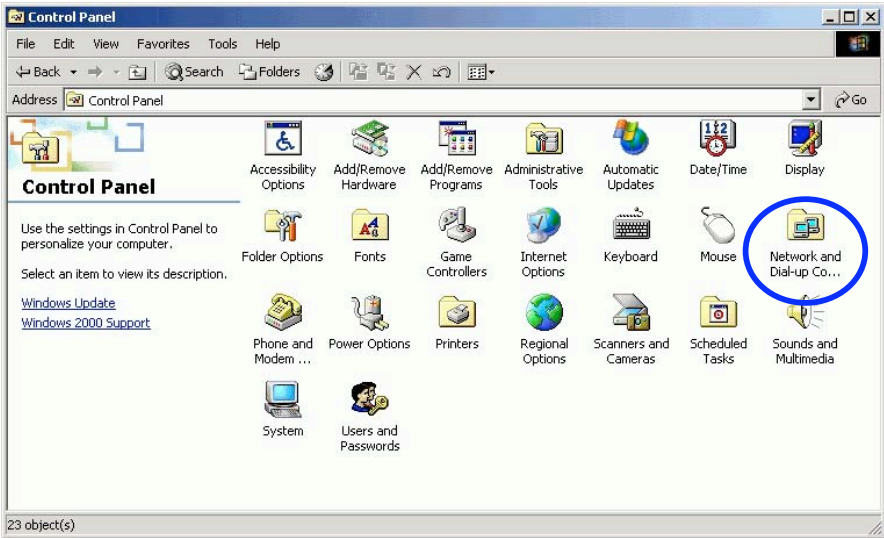 Control Panel
File Edit View Favorites Tools Help
Back Search Folders
Address Control Panel Go
Control Panel
Use the settings in Control Panel to
personalize your computer.
Select an item to view its description.
Windows Update
Windows 2000 Support
Accessibility
Options
Add/Remove
Hardware
Add/Remove
Programs
Administrative
Tools
Automatic
Updates
12
Date/Time
Display
Folder Options
Fonts
Game
Controllers
Internet
Options
Keyboard
Mouse
Network and
Dial-up Co...
Phone and
Modem ...
Power Options
Printers
Regional
Options
Scanners and
Cameras
Scheduled
Tasks
Sounds and
Multimedia
System
Users and
Passwords
23 object(s)